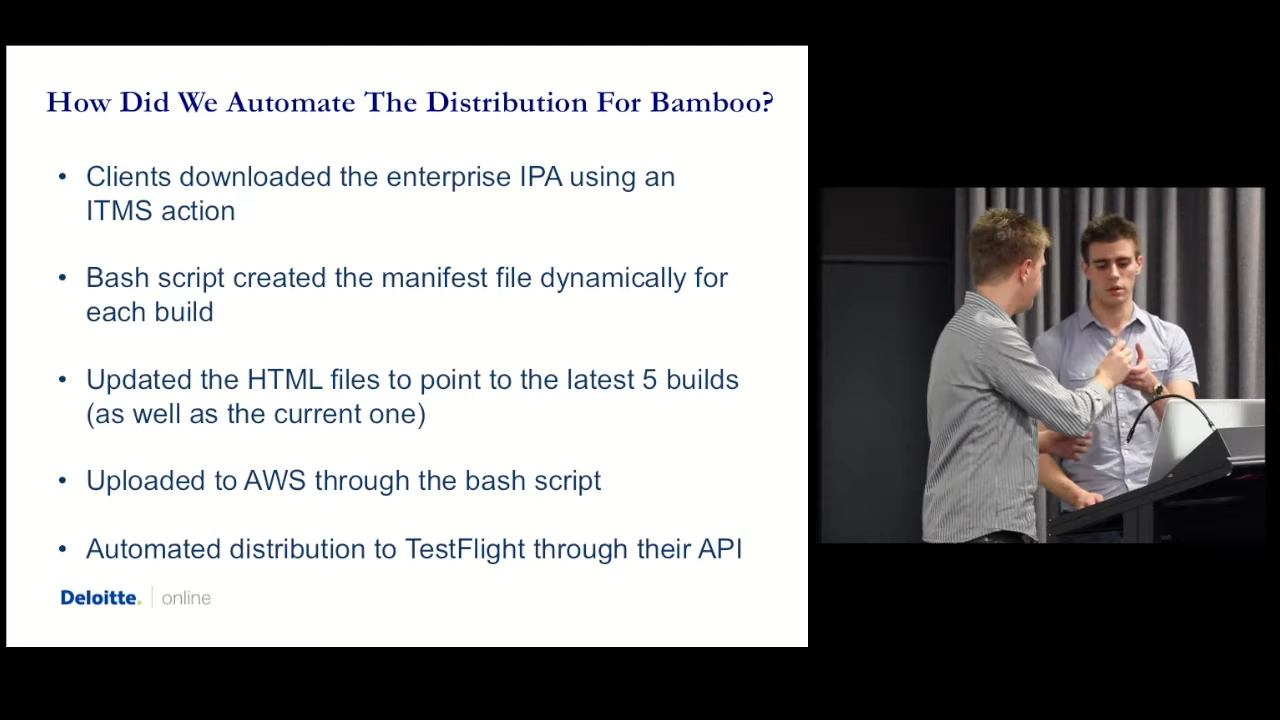 How Did We Automate The Distribution For Bamboo?
• Clients downloaded the enterprise IPA using an
ITMS action
• Bash script created the manifest file dynamically for
each build
• Updated the HTML files to point to the latest 5 builds
(as well as the current one)
• Uploaded to AWS through the bash script
• Automated distribution to TestFlight through their API
Deloitte. | online